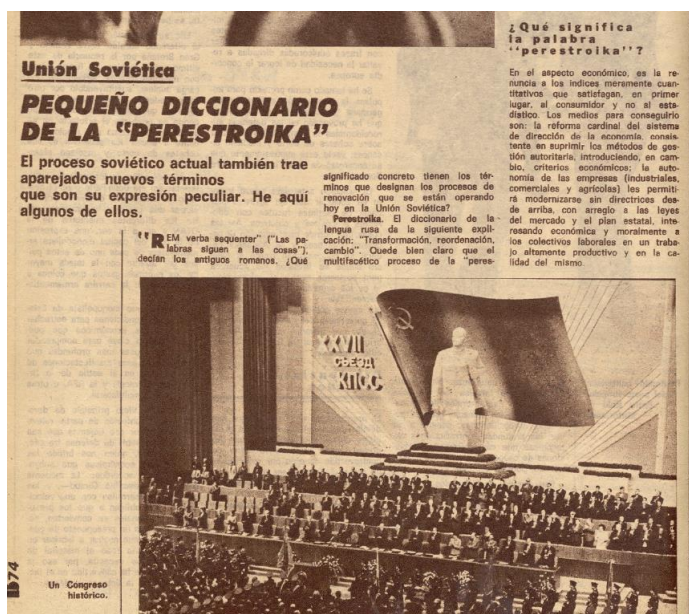 Unión Soviética
PEQUEÑO DICCIONARIO
DE LA “PERESTROIKA”
El proceso soviético actual también trae
aparejados nuevos términos
que son su expresión peculiar. He aquí
algunos de ellos.
“REM verba sequenter” (“Las pa-
labras siguen a las cosas”),
decían los antiguos romanos. ¿Qué
significado concreto tienen los tér-
minos que designan los procesos de
renovación que se están operando
hoy en la Unión Soviética?
Perestroika. El diccionario de la
lengua rusa da la siguiente expli-
cación: “Transformación, reordenación,
cambio”. Quede bien claro que el
multifacético proceso de la “peres-
¿Qué significa
la palabra
“perestroika”?
En el aspecto económico, es la re-
nuncia a los índices meramente cuan-
titativos que satisfagan, en primer
lugar, al consumidor y no al esta-
dístico. Los medios para conseguirlo
son: la reforma cardinal del sistema
de dirección de la economía, consis-
tente en suprimir los métodos de ges-
tión autoritaria, introduciendo, en cam-
bio, criterios económicos; la auto-
nomía de las empresas (industriales,
comerciales y agrícolas) les permiti-
rá modernizarse sin directrices des-
de arriba, con arreglo a las leyes
del mercado y el plan estatal, inte-
resando económica y moralmente a
los colectivos laborales en un traba-
jo altamente productivo y en la ca-
lidad del mismo.
XXVII
СЪЕЗД
КПСС
Un Congreso
histórico.
74